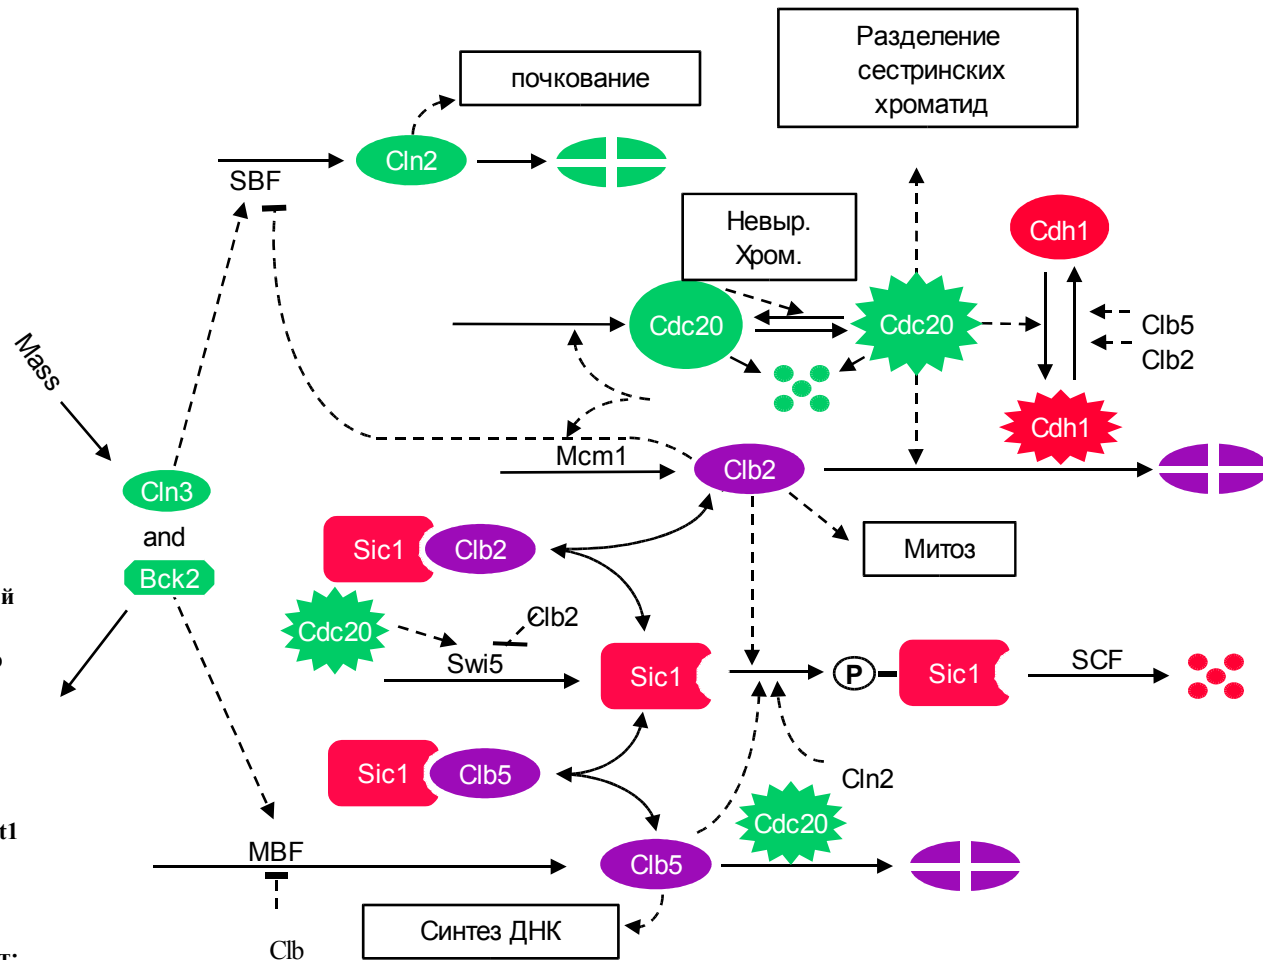 Разделение
сестринских
хроматид
почкование
Cln2
SBF
Невыр.
Хром.
Cdh1
Cdc20
Cdc20
Clb5
Clb2
Mass
Cdh1
Mcm1
Clb2
Cln3
and
Bck2
Sic1
Clb2
Митоз
й
Cdc20
Clb2
Swi5
Sic1
P
Sic1
SCF
Sic1
Clb5
Cln2
Cdc20
t1
MBF
Clb5
Синтез ДНК
Clb